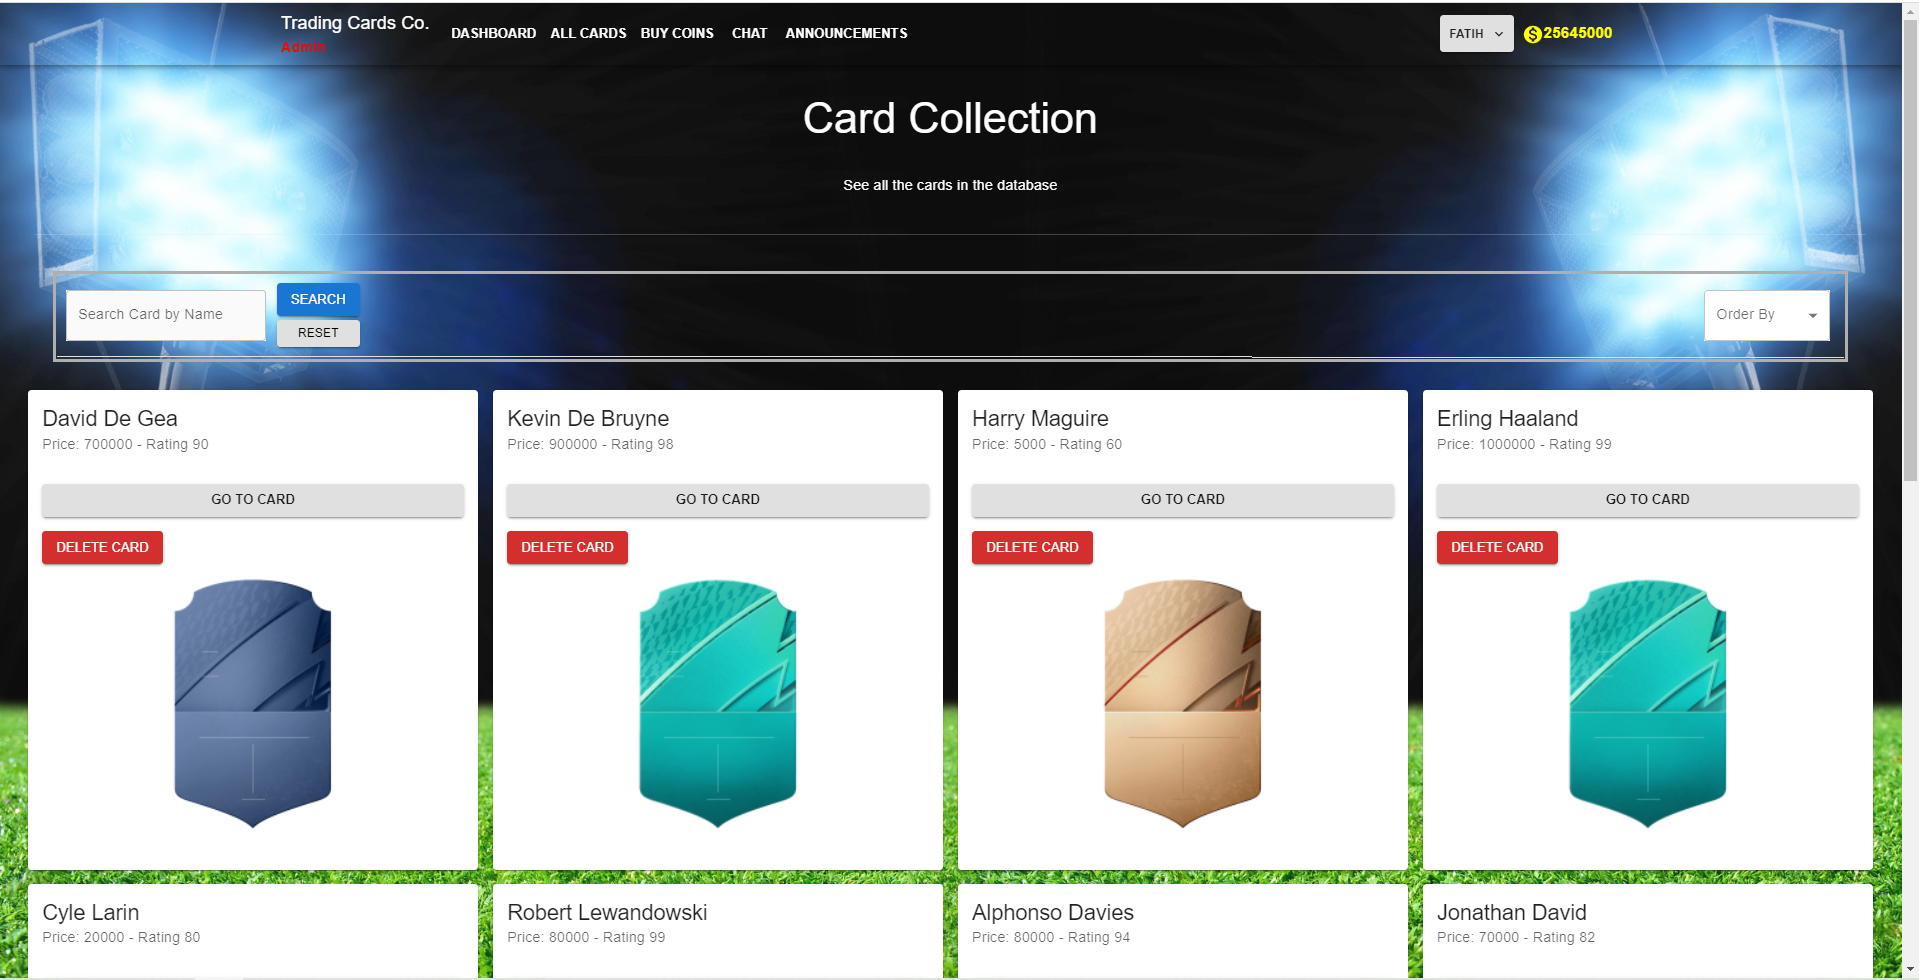 Trading Cards Co.
Admin
DASHBOARD ALL CARDS BUY COINS CHAT ANNOUNCEMENTS
FATIH
$ 25645000
Card Collection
See all the cards in the database
Search Card by Name
SEARCH
RESET
Order By
David De Gea
Price: 700000 - Rating 90
GO TO CARD
DELETE CARD
Kevin De Bruyne
Price: 900000 - Rating 98
GO TO CARD
DELETE CARD
Harry Maguire
Price: 5000 - Rating 60
GO TO CARD
DELETE CARD
Erling Haaland
Price: 1000000 - Rating 99
GO TO CARD
DELETE CARD
Cyle Larin
Price: 20000 - Rating 80
Robert Lewandowski
Price: 80000 - Rating 99
Alphonso Davies
Price: 80000 - Rating 94
Jonathan David
Price: 70000 - Rating 82